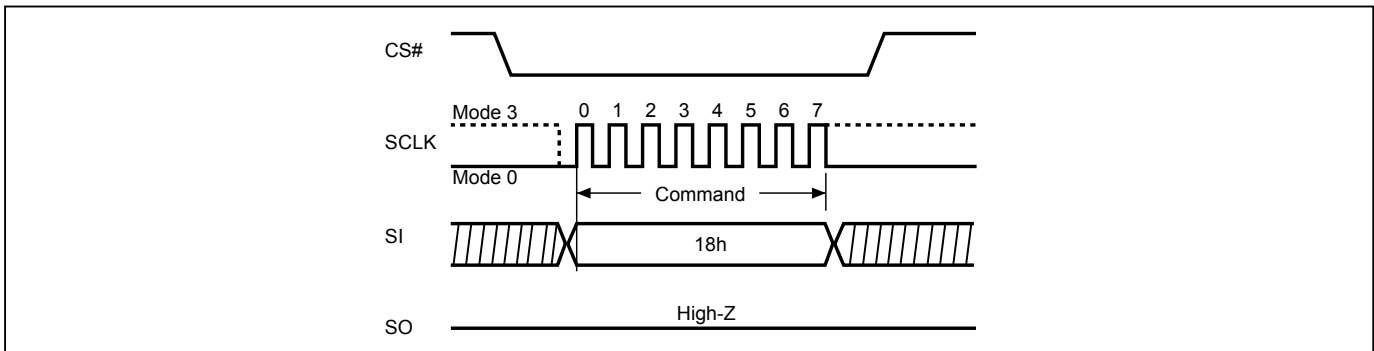 CS#
Mode 3
0 1 2 3 4 5 6 7
SCLK
Mode 0
Command
SI
18h
High-Z
SO